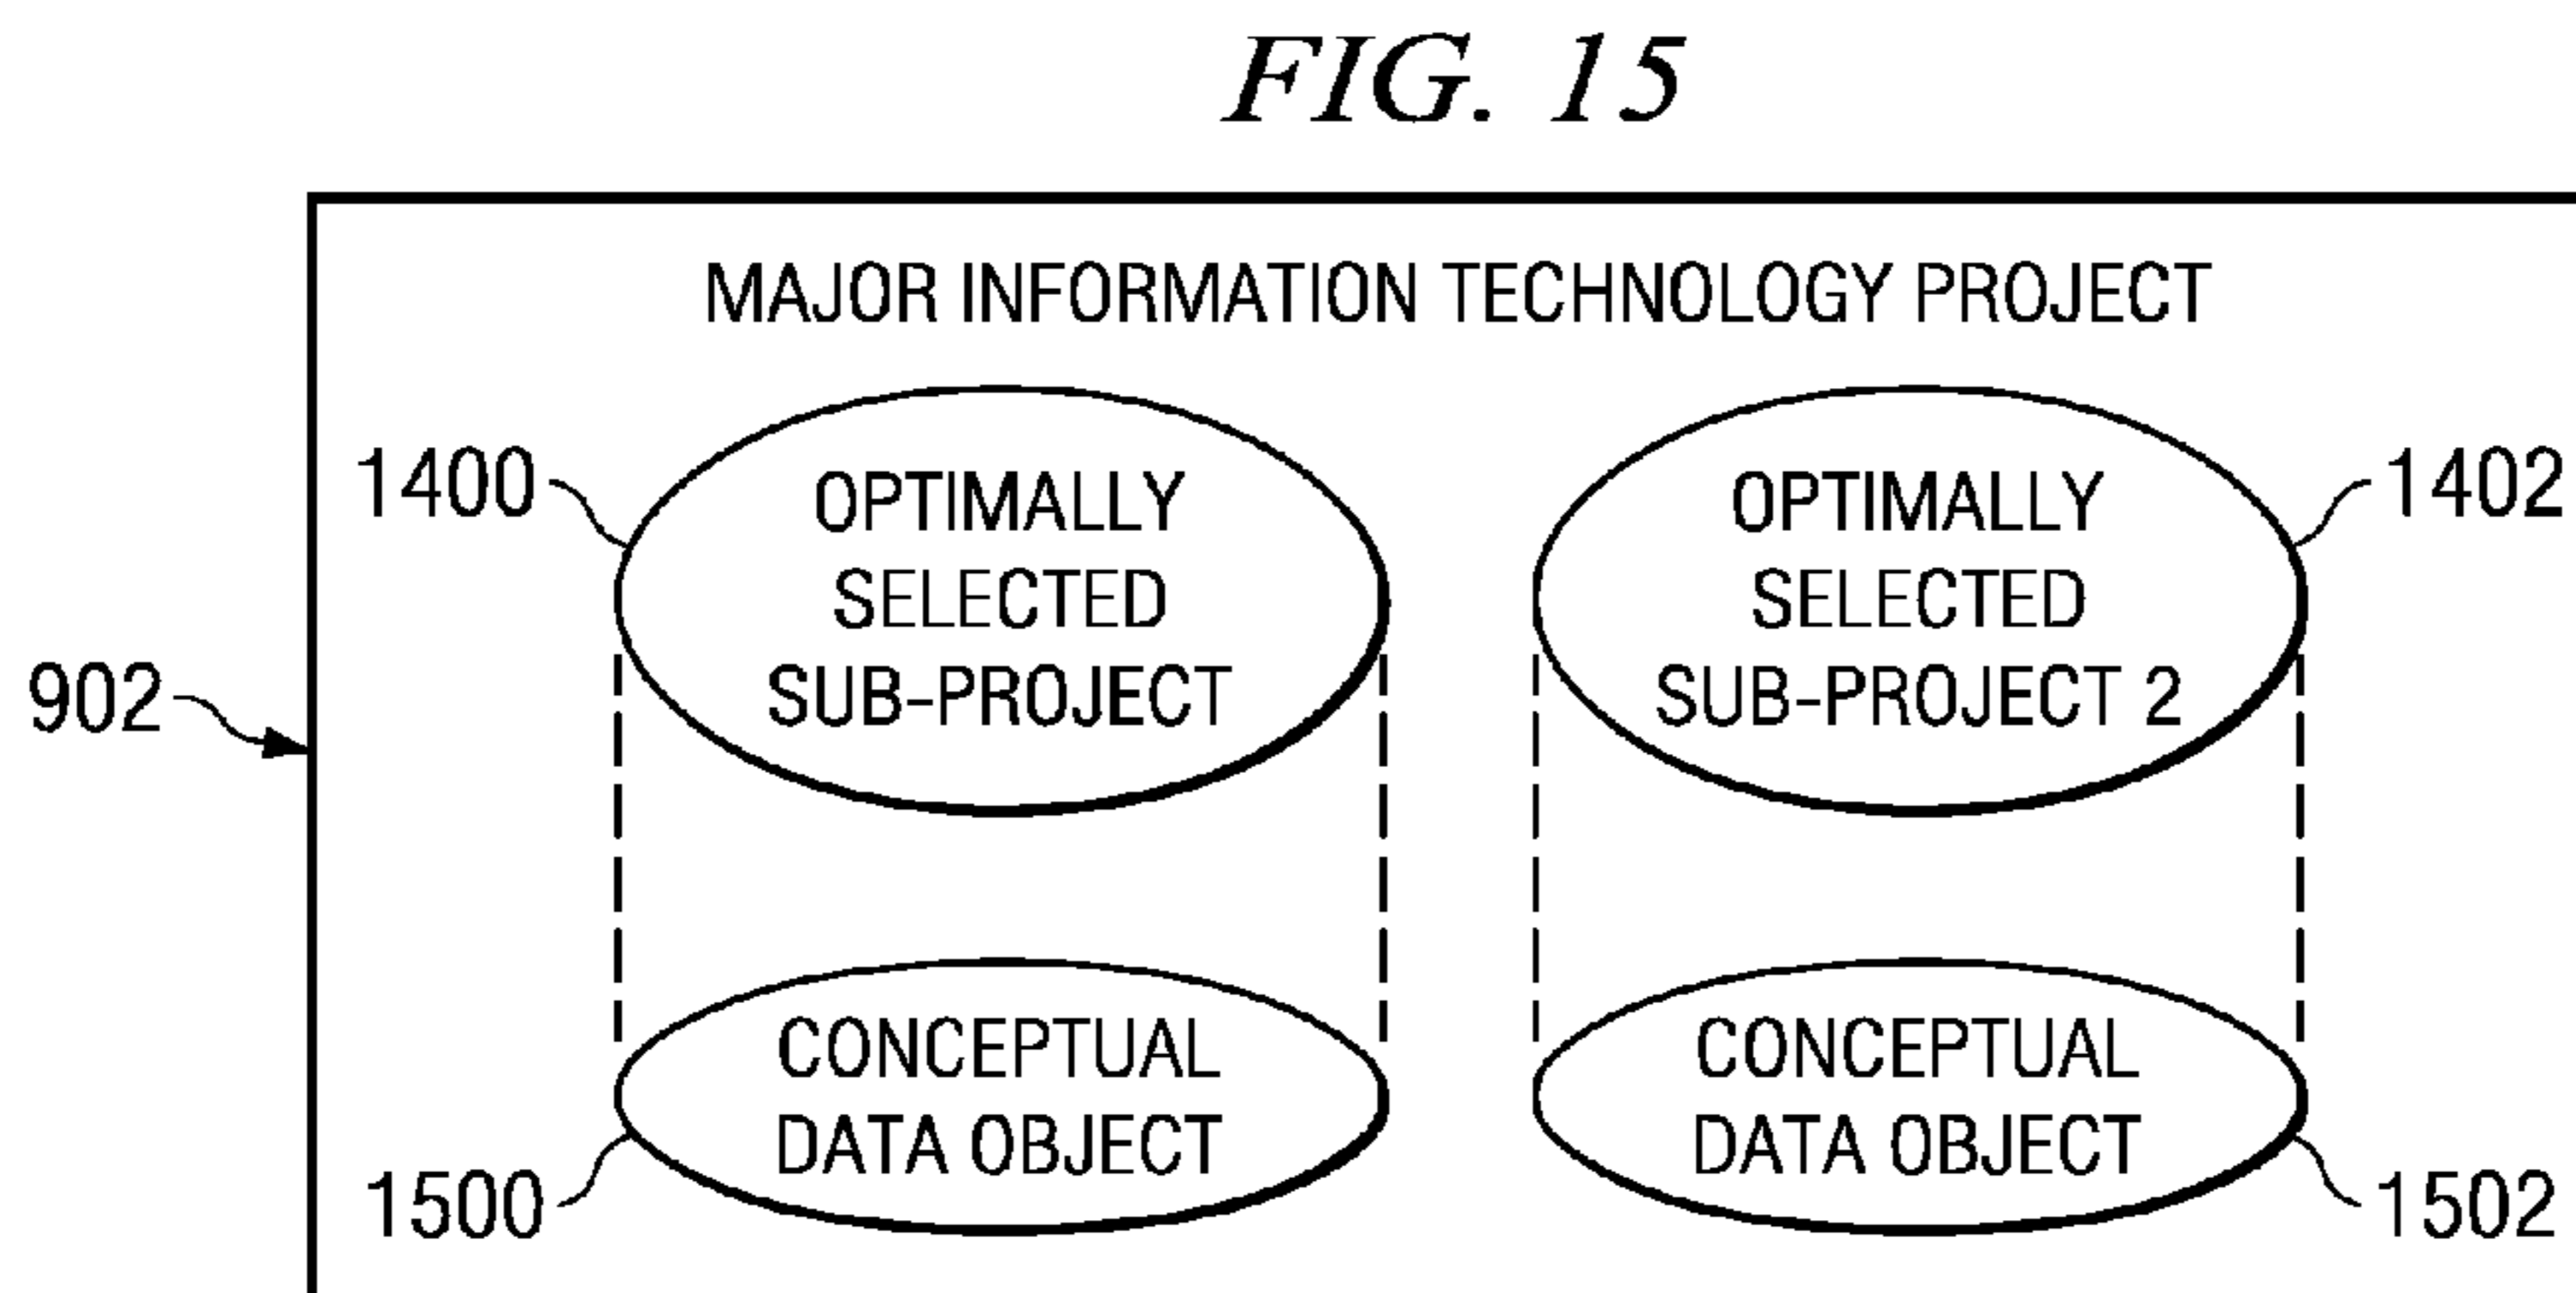 FIG. 15
MAJOR INFORMATION TECHNOLOGY PROJECT
1400
OPTIMALLY
SELECTED
SUB-PROJECT
OPTIMALLY
SELECTED
SUB-PROJECT 2
1402
902
CONCEPTUAL
DATA OBJECT
1500
CONCEPTUAL
DATA OBJECT
1502